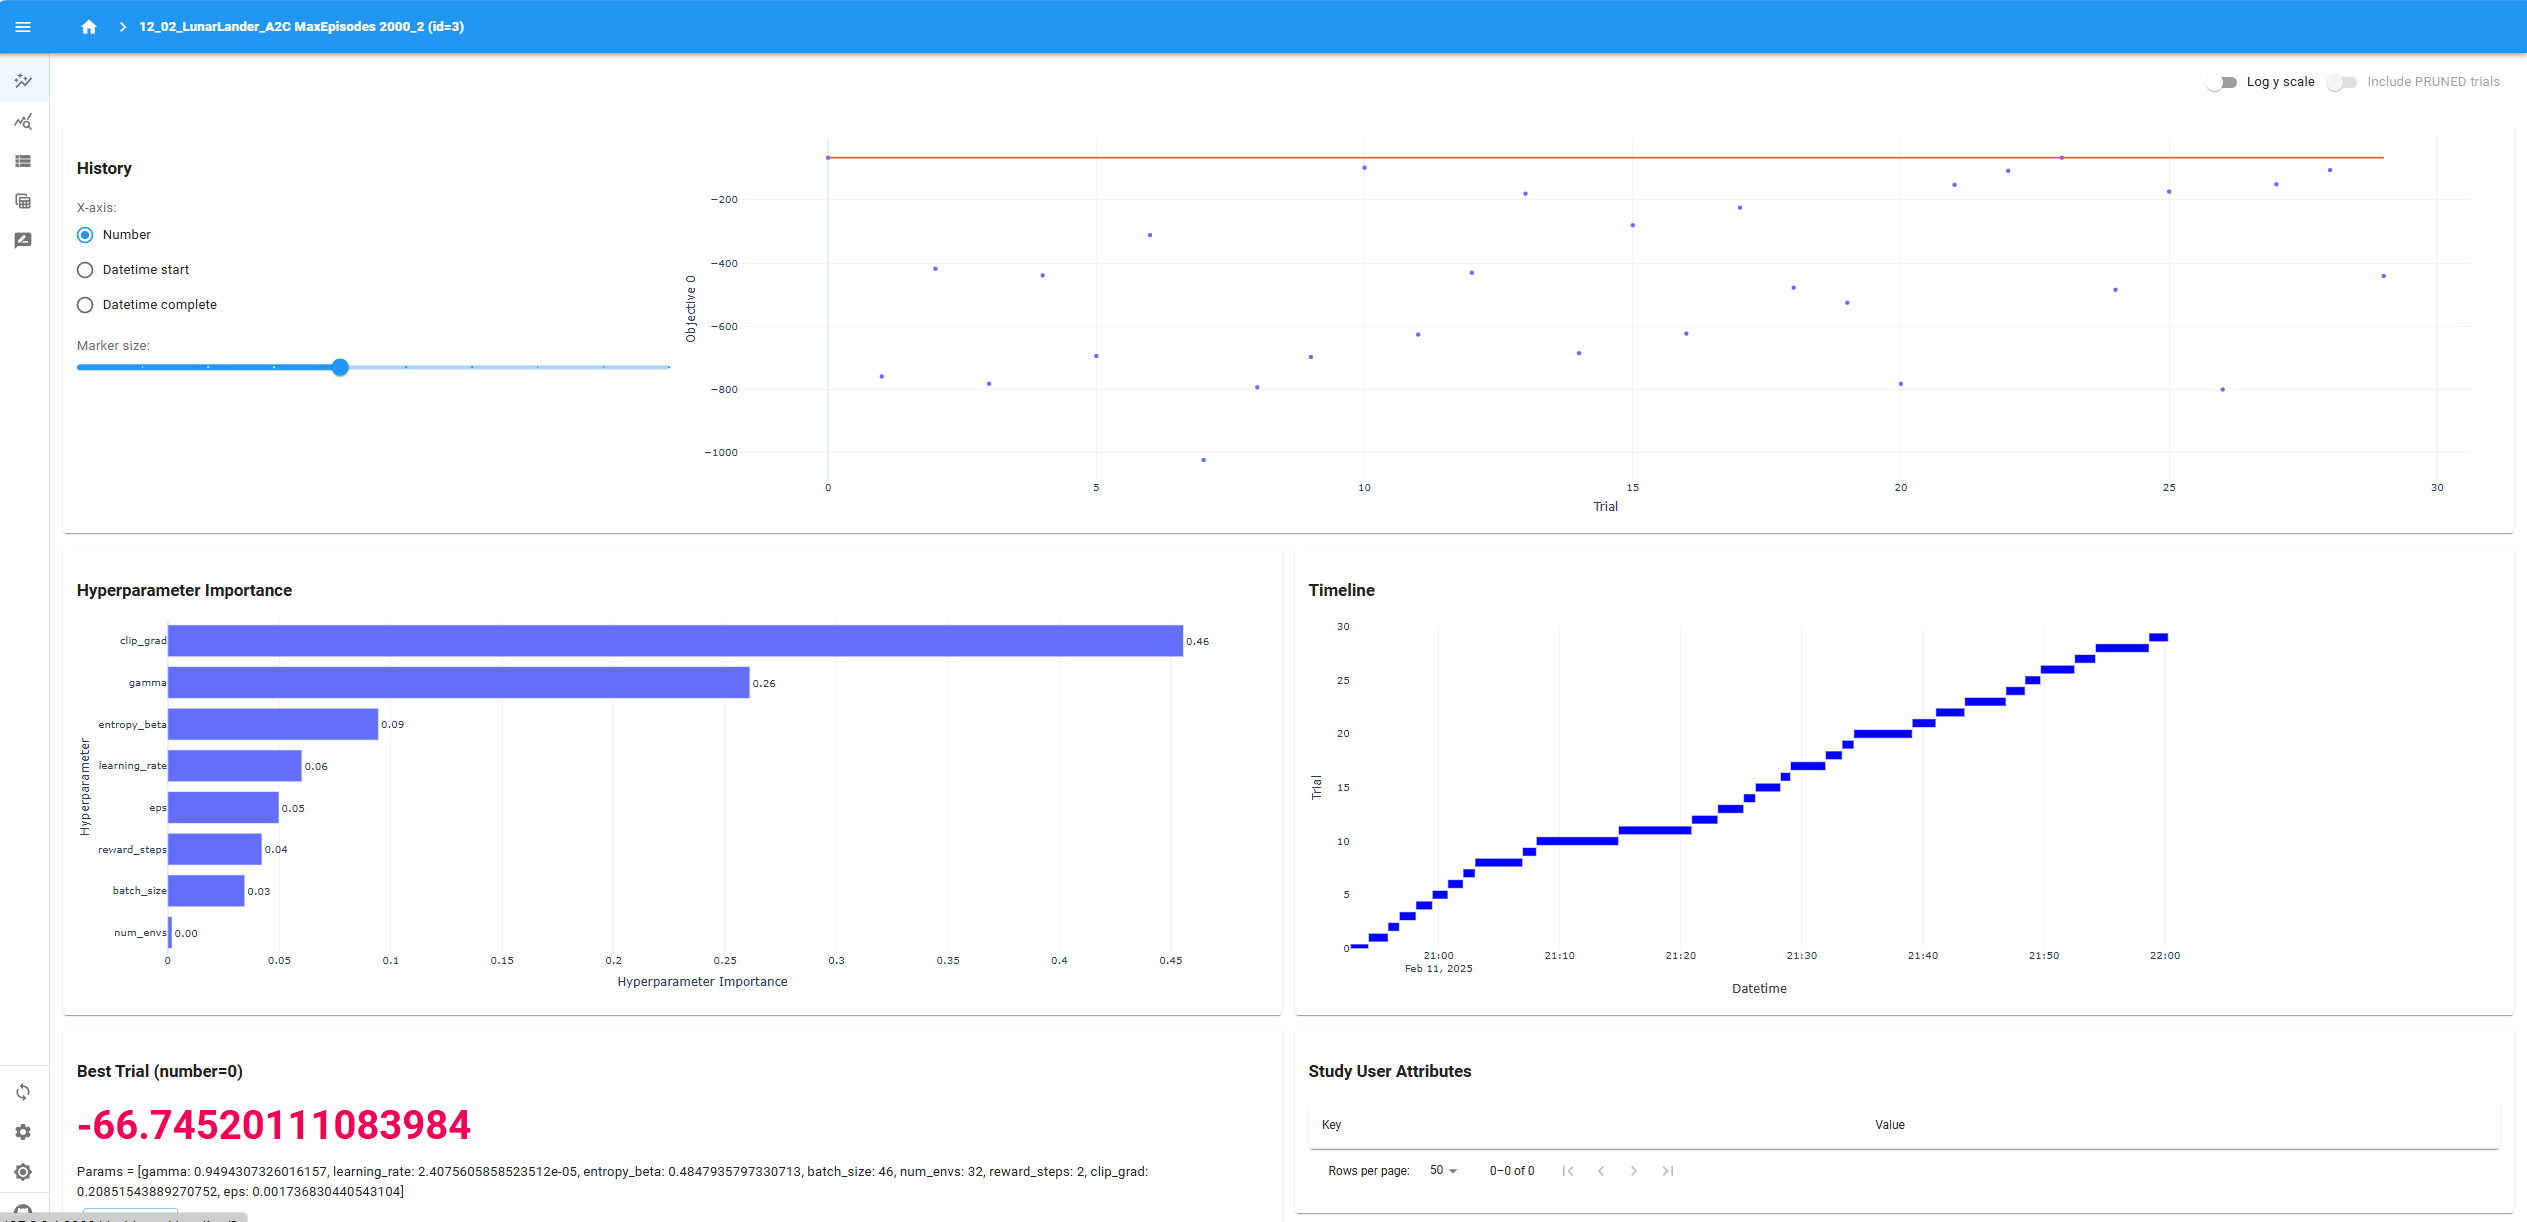 12_02_LunarLander_A2C MaxEpisodes 2000_2 (id=3)
Log y scale
Include PRUNED trials
History
X-axis:
Number
Datetime start
Datetime complete
Marker size:
Objective 0
−200
−400
−600
−800
−1000
0
5
10
15
20
25
30
Trial
Hyperparameter Importance
Hyperparameter
clip_grad
0.46
gamma
0.26
entropy_beta
0.09
learning_rate
0.06
eps
0.05
reward_steps
0.04
batch_size
0.03
num_envs
0.00
0
0.05
0.1
0.15
0.2
0.25
0.3
0.35
0.4
0.45
Hyperparameter Importance
Timeline
Trial
30
25
20
15
10
5
0
21:00
Feb 11, 2025
21:10
21:20
21:30
21:40
21:50
22:00
Datetime
Best Trial (number=0)
-66.74520111083984
Params = [gamma: 0.9494307326016157, learning_rate: 2.4075605858523512e-05, entropy_beta: 0.4847935797330713, batch_size: 46, num_envs: 32, reward_steps: 2, clip_grad:
0.20851543889270752, eps: 0.001736830440543104]
Study User Attributes
Key
Value
Rows per page:
50
0–0 of 0